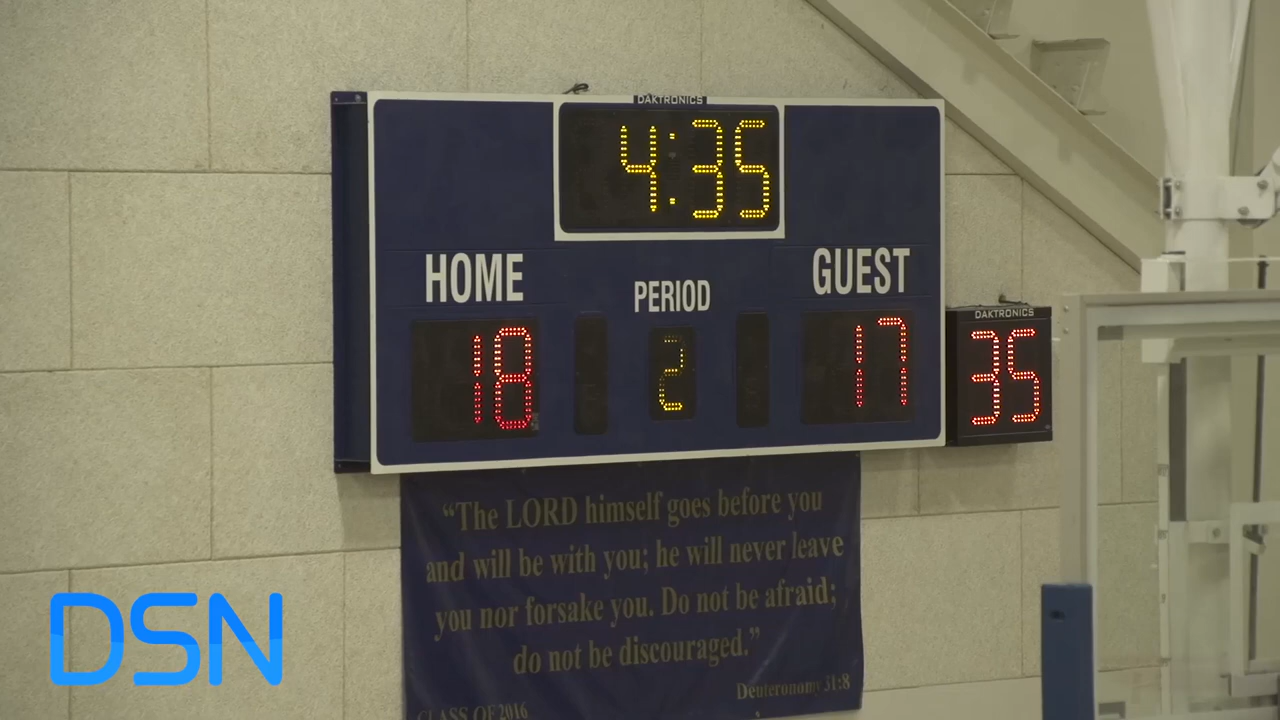 DAKTRONICS
4:35
HOME
PERIOD
GUEST
DAKTRONICS
18
2
17
35
“The LORD himself goes before you
and will be with you; he will never leave
you nor forsake you. Do not be afraid;
do not be discouraged.”
Deuteronomy 31:8
CLASS OF 2016
DSN